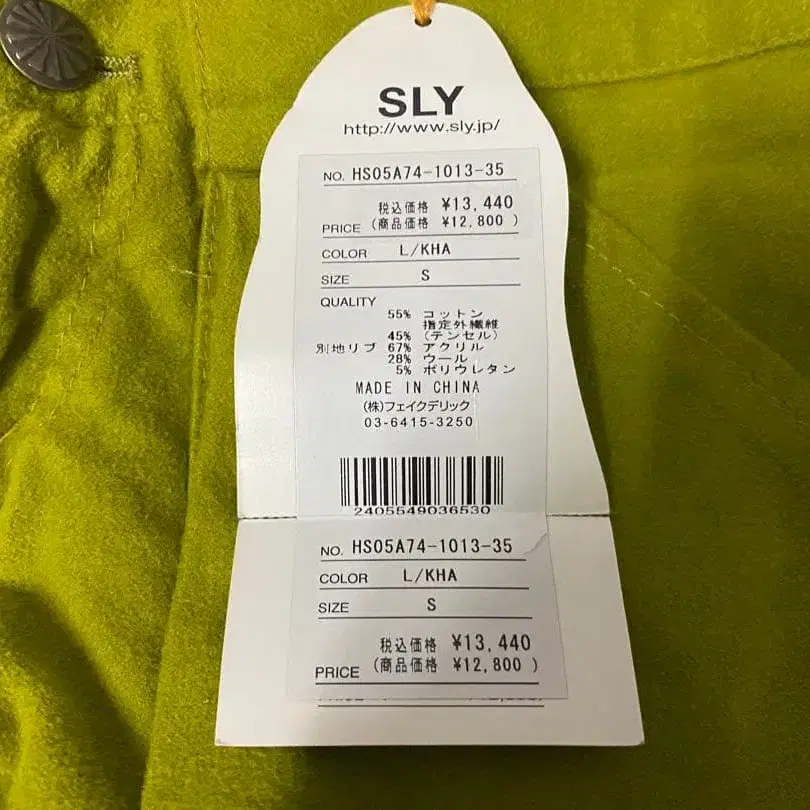 SLY
http://www.sly.jp/
NO. HS05A74-1013-35
税込価格 ¥13,440
PRICE (商品価格 ¥12,800 )
COLOR L/KHA
SIZE S
QUALITY
55% コットン
指定外繊維
45% (テンセル)
別地リブ 67% アクリル
28% ウール
5% ポリウレタン
MADE IN CHINA
(株)フェイクデリック
03-6415-3250
2405549036530
NO. HS05A74-1013-35
COLOR L/KHA
SIZE S
税込価格 ¥13,440
PRICE (商品価格 ¥12,800 )